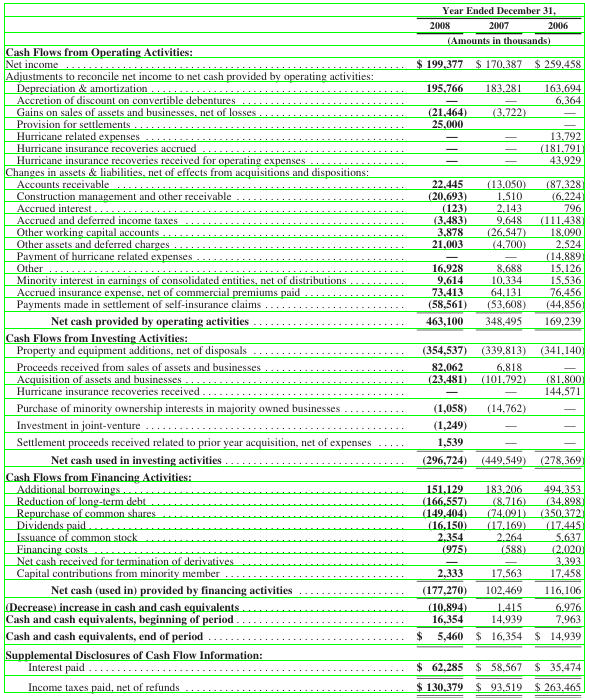 Year Ended December 31,
2008 2007 2006
(Amounts in thousands)
Cash Flows from Operating Activities:
Net income $ 199,377 $ 170,387 $ 259,458
Adjustments to reconcile net income to net cash provided by operating activities:
Depreciation & amortization 195,766 183,281 163,694
Accretion of discount on convertible debentures — — 6,364
Gains on sales of assets and businesses, net of losses (21,464) (3,722) —
Provision for settlements 25,000 — —
Hurricane related expenses — — 13,792
Hurricane insurance recoveries accrued — — (181,791)
Hurricane insurance recoveries received for operating expenses — — 43,929
Changes in assets & liabilities, net of effects from acquisitions and dispositions:
Accounts receivable 22,445 (13,050) (87,328)
Construction management and other receivable (20,693) 1,510 (6,224)
Accrued interest (123) 2,143 796
Accrued and deferred income taxes (3,483) 9,648 (111,438)
Other working capital accounts 3,878 (26,547) 18,090
Other assets and deferred charges 21,003 (4,700) 2,524
Payment of hurricane related expenses — — (14,889)
Other 16,928 8,688 15,126
Minority interest in earnings of consolidated entities, net of distributions 9,614 10,334 15,536
Accrued insurance expense, net of commercial premiums paid 73,413 64,131 76,456
Payments made in settlement of self-insurance claims (58,561) (53,608) (44,856)
Net cash provided by operating activities 463,100 348,495 169,239
Cash Flows from Investing Activities:
Property and equipment additions, net of disposals (354,537) (339,813) (341,140)
Proceeds received from sales of assets and businesses 82,062 6,818 —
Acquisition of assets and businesses (23,481) (101,792) (81,800)
Hurricane insurance recoveries received — — 144,571
Purchase of minority ownership interests in majority owned businesses (1,058) (14,762) —
Investment in joint-venture (1,249) — —
Settlement proceeds received related to prior year acquisition, net of expenses 1,539 — —
Net cash used in investing activities (296,724) (449,549) (278,369)
Cash Flows from Financing Activities:
Additional borrowings 151,129 183,206 494,353
Reduction of long-term debt (166,557) (8,716) (34,898)
Repurchase of common shares (149,404) (74,091) (350,372)
Dividends paid (16,150) (17,169) (17,445)
Issuance of common stock 2,354 2,264 5,637
Financing costs (975) (588) (2,020)
Net cash received for termination of derivatives — — 3,393
Capital contributions from minority member 2,333 17,563 17,458
Net cash (used in) provided by financing activities (177,270) 102,469 116,106
(Decrease) increase in cash and cash equivalents (10,894) 1,415 6,976
Cash and cash equivalents, beginning of period 16,354 14,939 7,963
Cash and cash equivalents, end of period $ 5,460 $ 16,354 $ 14,939
Supplemental Disclosures of Cash Flow Information:
Interest paid $ 62,285 $ 58,567 $ 35,474
Income taxes paid, net of refunds $ 130,379 $ 93,519 $ 263,465